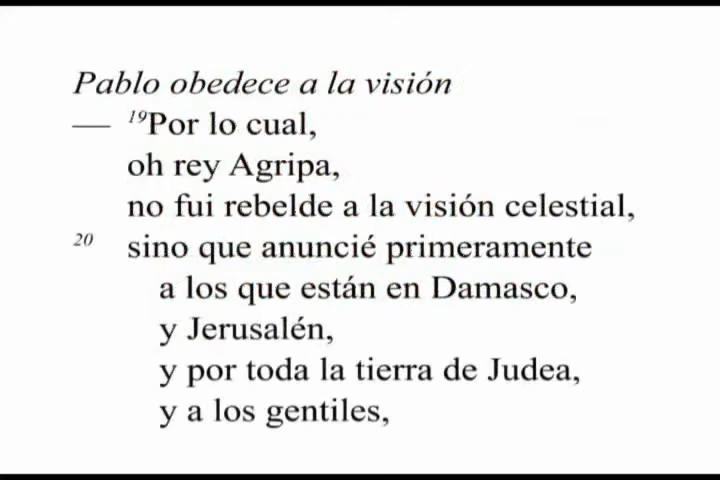 Pablo obedece a la visión
— 19Por lo cual,
oh rey Agripa,
no fui rebelde a la visión celestial,
20 sino que anuncié primeramente
a los que están en Damasco,
y Jerusalén,
y por toda la tierra de Judea,
y a los gentiles,